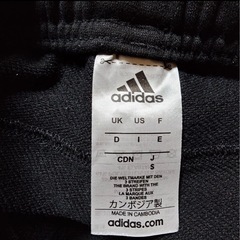 adidas
UK US F
D I E
CDN J
S
DIE WELTMARKE MIT DEN
3 STREIFEN
THE BRAND WITH THE
3 STRIPES
LA MARQUE AUX
3 BANDES
カンボジア製
MADE IN CAMBODIA
adidas.com